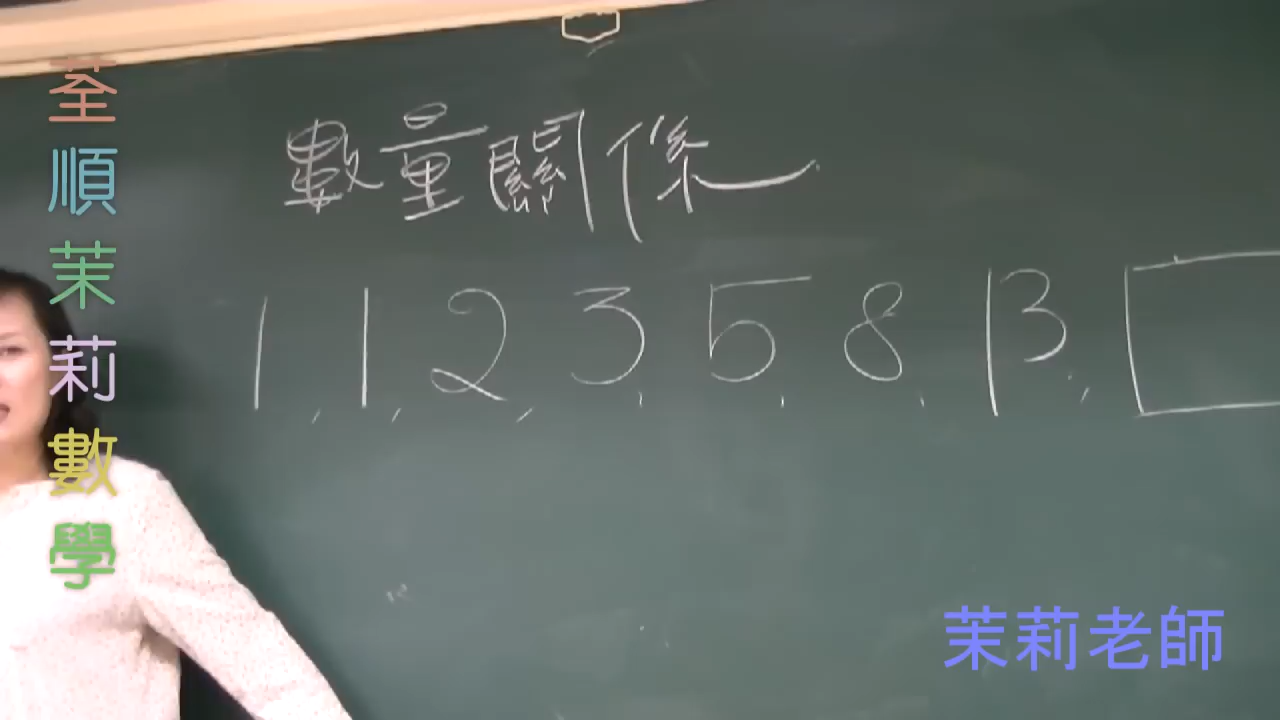 荃順茉莉數學
數量關係
1, 1, 2, 3, 5, 8, 13, □
茉莉老師